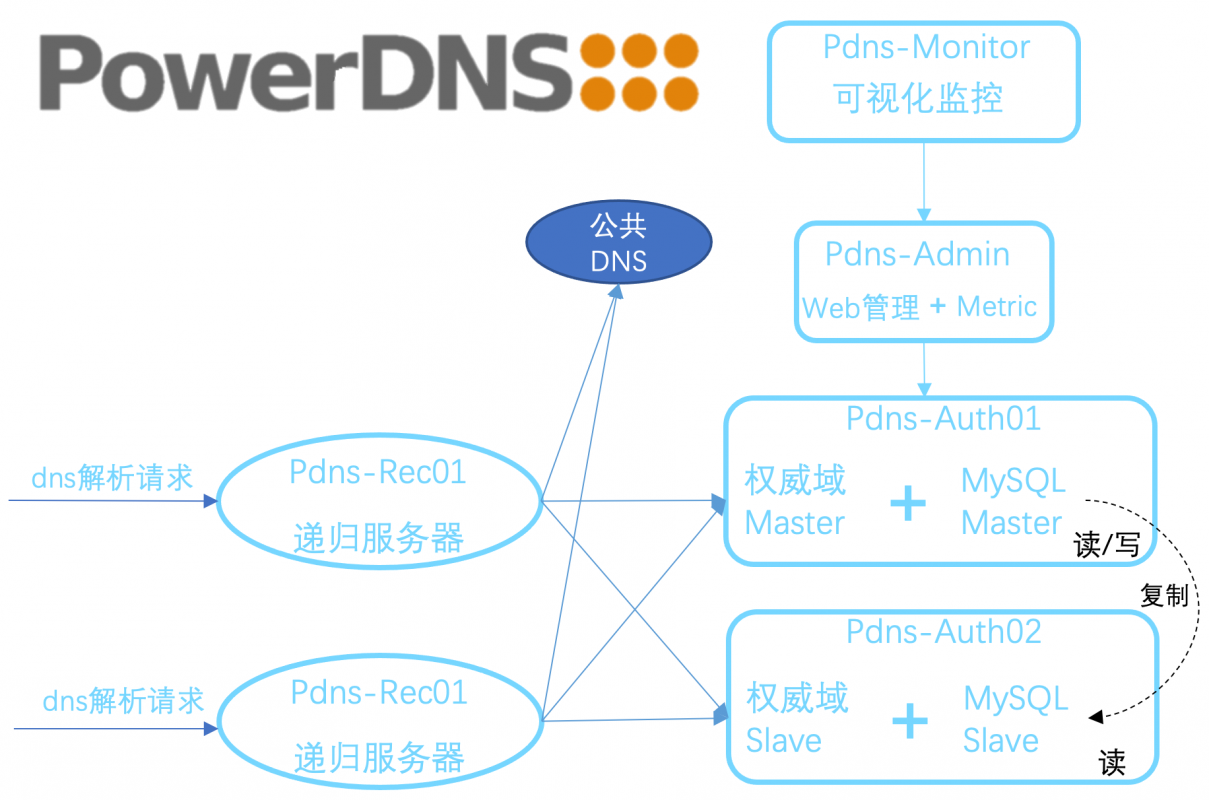 PowerDNS
Pdns-Monitor
可视化监控
公共
DNS
Pdns-Admin
Web管理 + Metric
dns解析请求
Pdns-Rec01
递归服务器
Pdns-Auth01
权威域
Master
+
MySQL
Master
读/写
复制
dns解析请求
Pdns-Rec01
递归服务器
Pdns-Auth02
权威域
Slave
+
MySQL
Slave
读